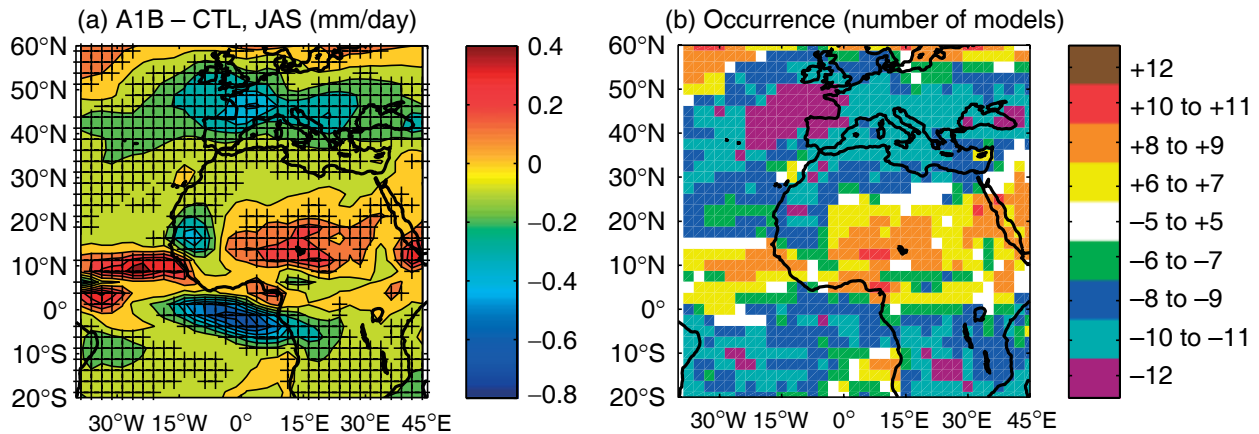 (a) A1B – CTL, JAS (mm/day)
60°N
50°N
40°N
30°N
20°N
10°N
0°
10°S
20°S
30°W 15°W 0° 15°E 30°E 45°E
0.4
0.2
0
−0.2
−0.4
−0.6
−0.8
(b) Occurrence (number of models)
60°N
50°N
40°N
30°N
20°N
10°N
0°
10°S
20°S
30°W 15°W 0° 15°E 30°E 45°E
+12
+10 to +11
+8 to +9
+6 to +7
−5 to +5
−6 to −7
−8 to −9
−10 to −11
−12